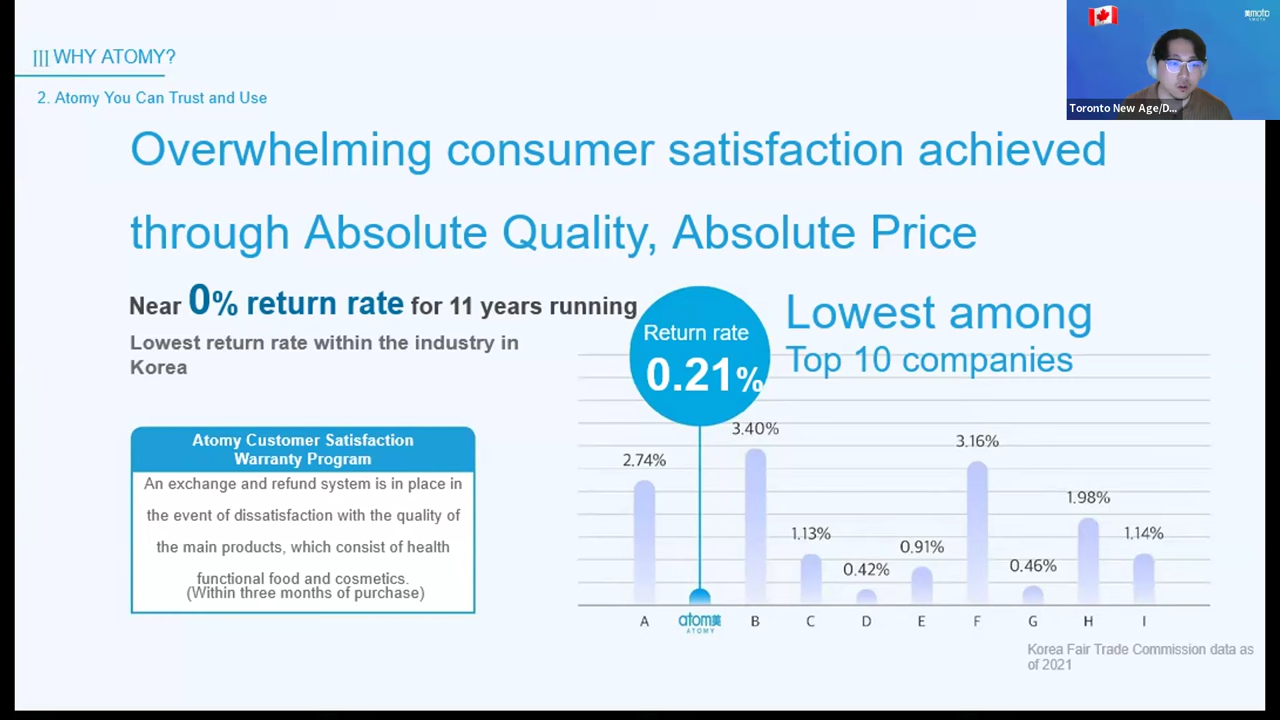 ||| WHY ATOMY?
2. Atomy You Can Trust and Use
Overwhelming consumer satisfaction achieved
through Absolute Quality, Absolute Price
Near 0% return rate for 11 years running
Lowest return rate within the industry in
Korea
Atomy Customer Satisfaction
Warranty Program
An exchange and refund system is in place in
the event of dissatisfaction with the quality of
the main products, which consist of health
functional food and cosmetics.
(Within three months of purchase)
Return rate
0.21%
Lowest among
Top 10 companies
2.74%
3.40%
1.13%
0.42%
0.91%
3.16%
0.46%
1.98%
1.14%
A
atom美
ATOMY
B
C
D
E
F
G
H
I
Korea Fair Trade Commission data as
of 2021
Toronto New Age/D...